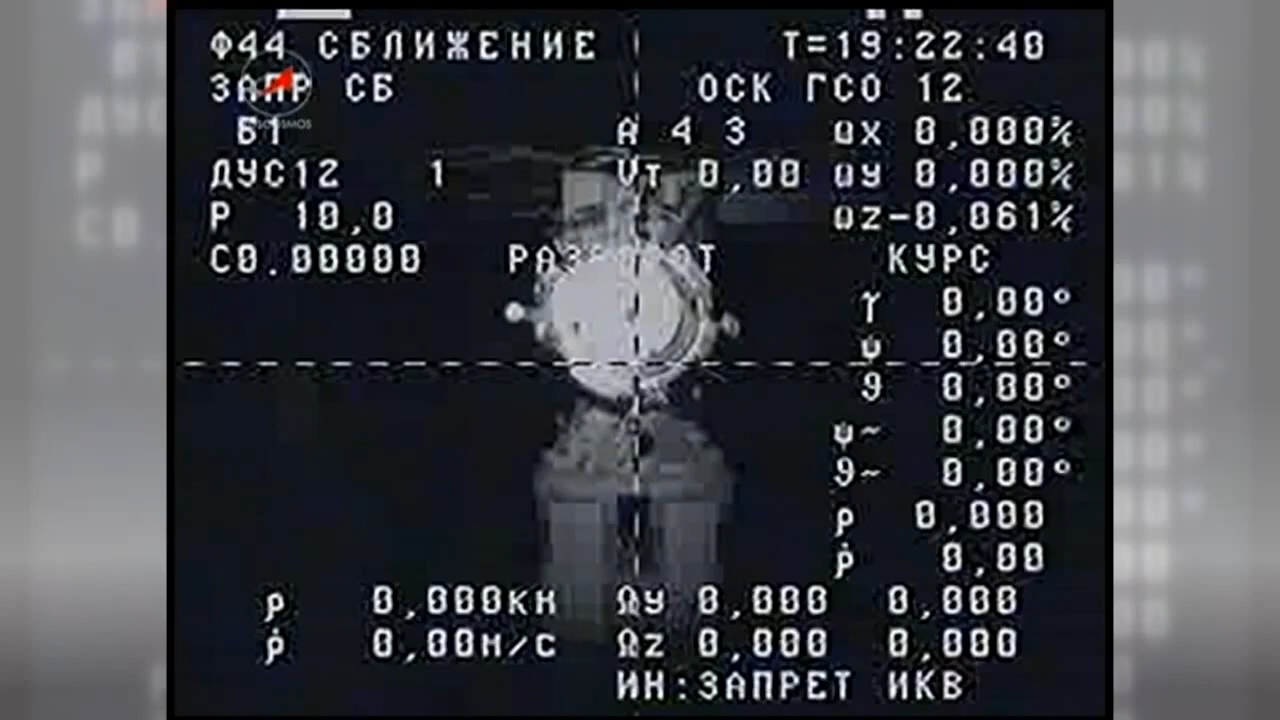 Ф44 СБЛИЖЕНИЕ Т=19:22:40
ЗАПР СБ ОСК ГСО 12
Б1 А 4 3 ΩX 0,000%
ДУС12 1 Vт 0,00 ΩУ 0,000%
Р 10,0 ΩZ-0,061%
С0.00000 КУРС
γ 0,00°
ψ 0,00°
ϑ 0,00°
ψ~ 0,00°
ϑ~ 0,00°
ρ 0,000
ρ̇ 0,00
ρ 0,000КМ ΩУ 0,000 0,000
ρ̇ 0,00М/С ΩZ 0,000 0,000
ИН:ЗАПРЕТ ИКВ